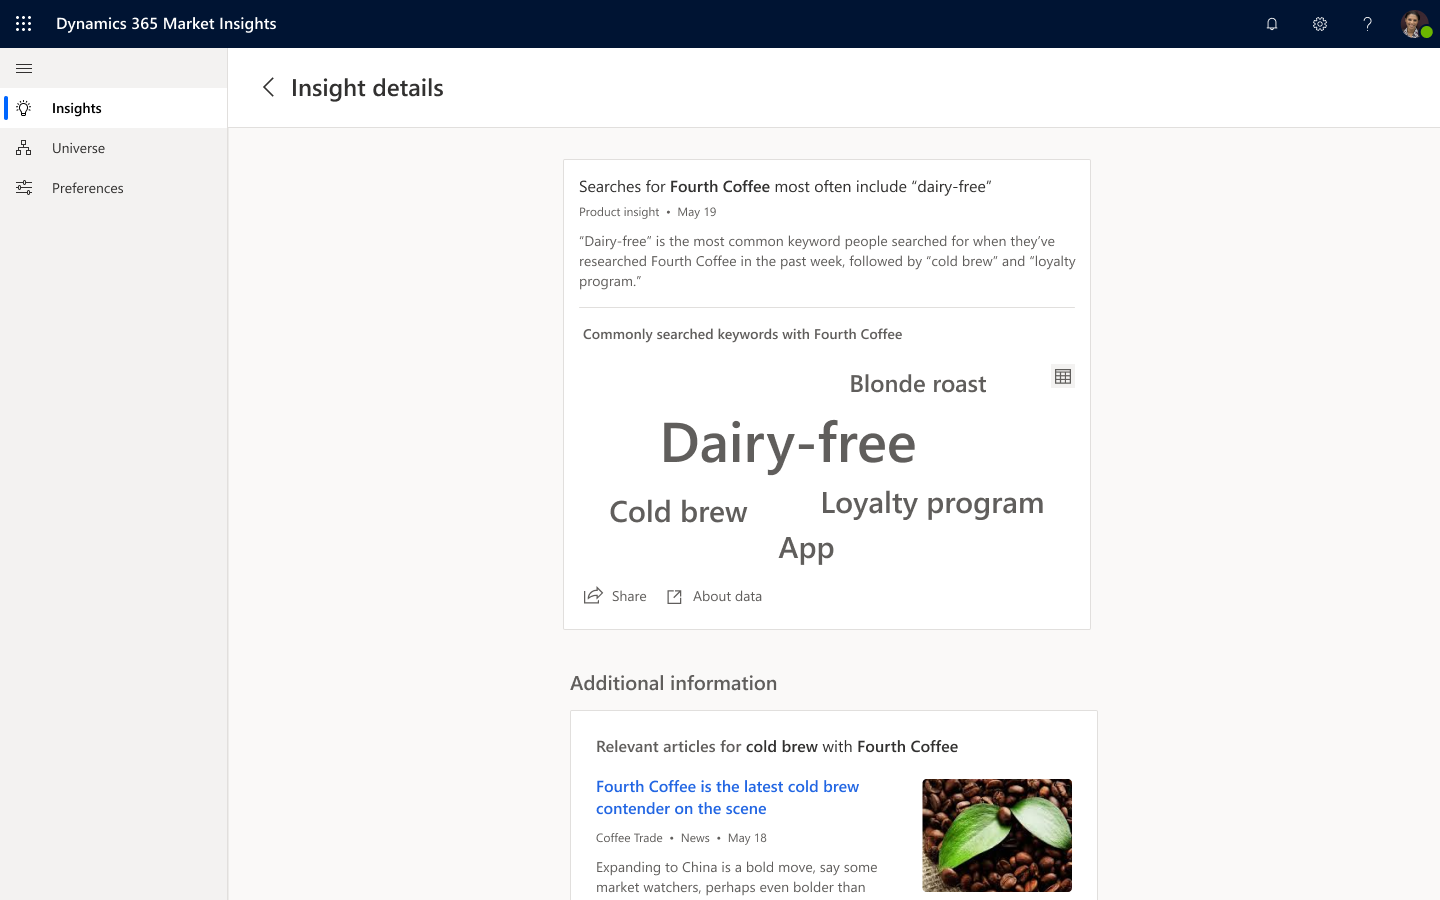 Dynamics 365 Market Insights
Insights
Universe
Preferences
Insight details
Searches for Fourth Coffee most often include “dairy-free”
Product insight • May 19
“Dairy-free” is the most common keyword people searched for when they’ve
researched Fourth Coffee in the past week, followed by “cold brew” and “loyalty
program.”
Commonly searched keywords with Fourth Coffee
Blonde roast
Dairy-free
Cold brew
Loyalty program
App
Share
About data
Additional information
Relevant articles for cold brew with Fourth Coffee
Fourth Coffee is the latest cold brew
contender on the scene
Coffee Trade • News • May 18
Expanding to China is a bold move, say some
market watchers, perhaps even bolder than